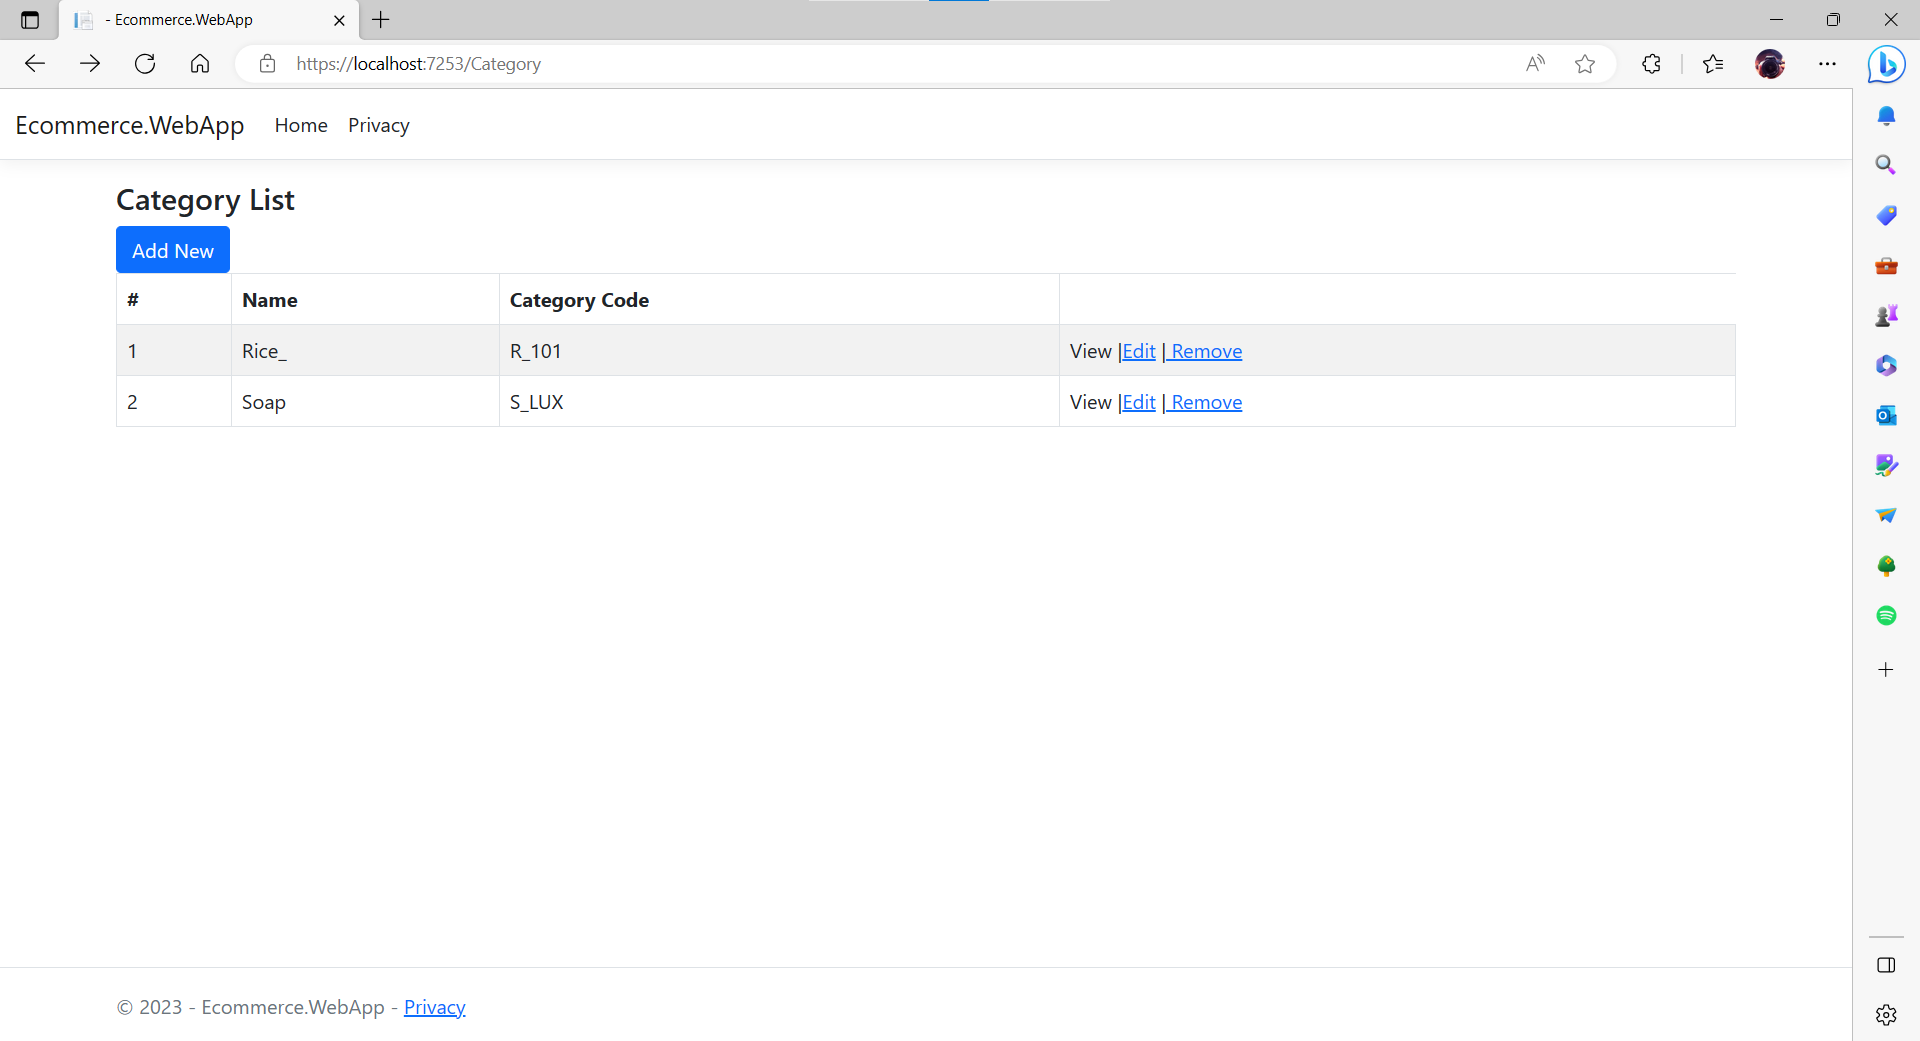 - Ecommerce.WebApp
https://localhost:7253/Category
Ecommerce.WebApp Home Privacy
Category List
Add New
# Name Category Code
1 Rice_ R_101 View |Edit | Remove
2 Soap S_LUX View |Edit | Remove
© 2023 - Ecommerce.WebApp - Privacy